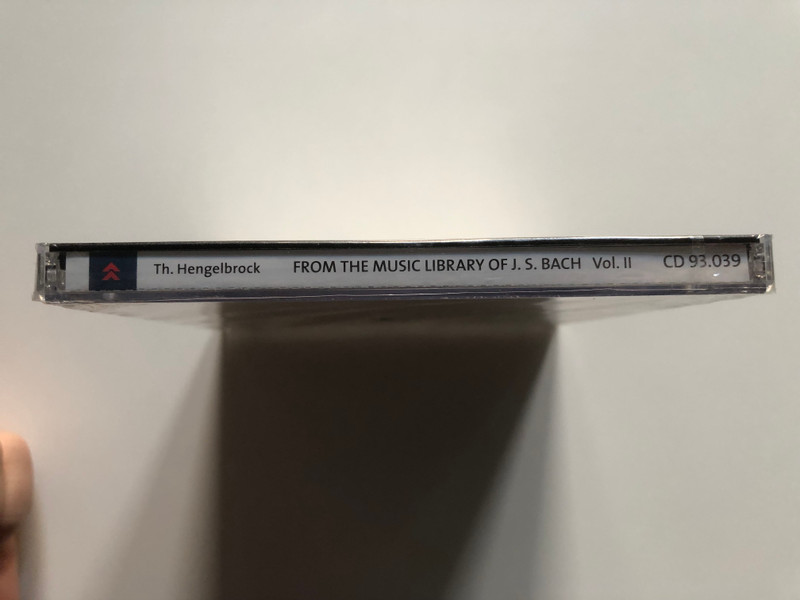 Th. Hengelbrock FROM THE MUSIC LIBRARY OF J. S. BACH Vol. II CD 93.039